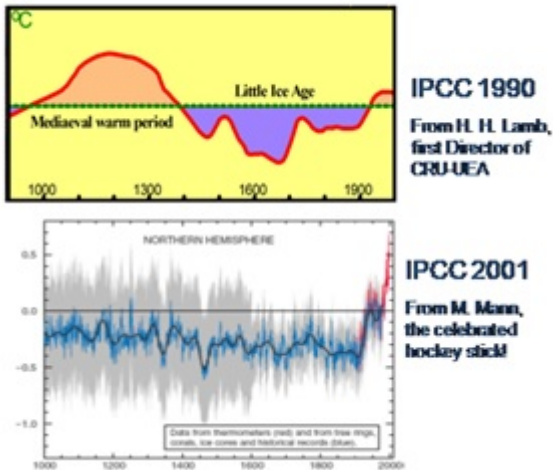 °C
Little Ice Age
Mediaeval warm period
1000 1300 1600 1900
IPCC 1990
From H. H. Lamb,
first Director of
CRU-UEA
NORTHERN HEMISPHERE
0.5
0.0
-0.5
-1.0
Data from thermometers (red) and from tree rings,
corals, ice cores and historical records (blue).
1000 1200 1400 1600 1800 2000
IPCC 2001
From M. Mann,
the celebrated
hockey stick!